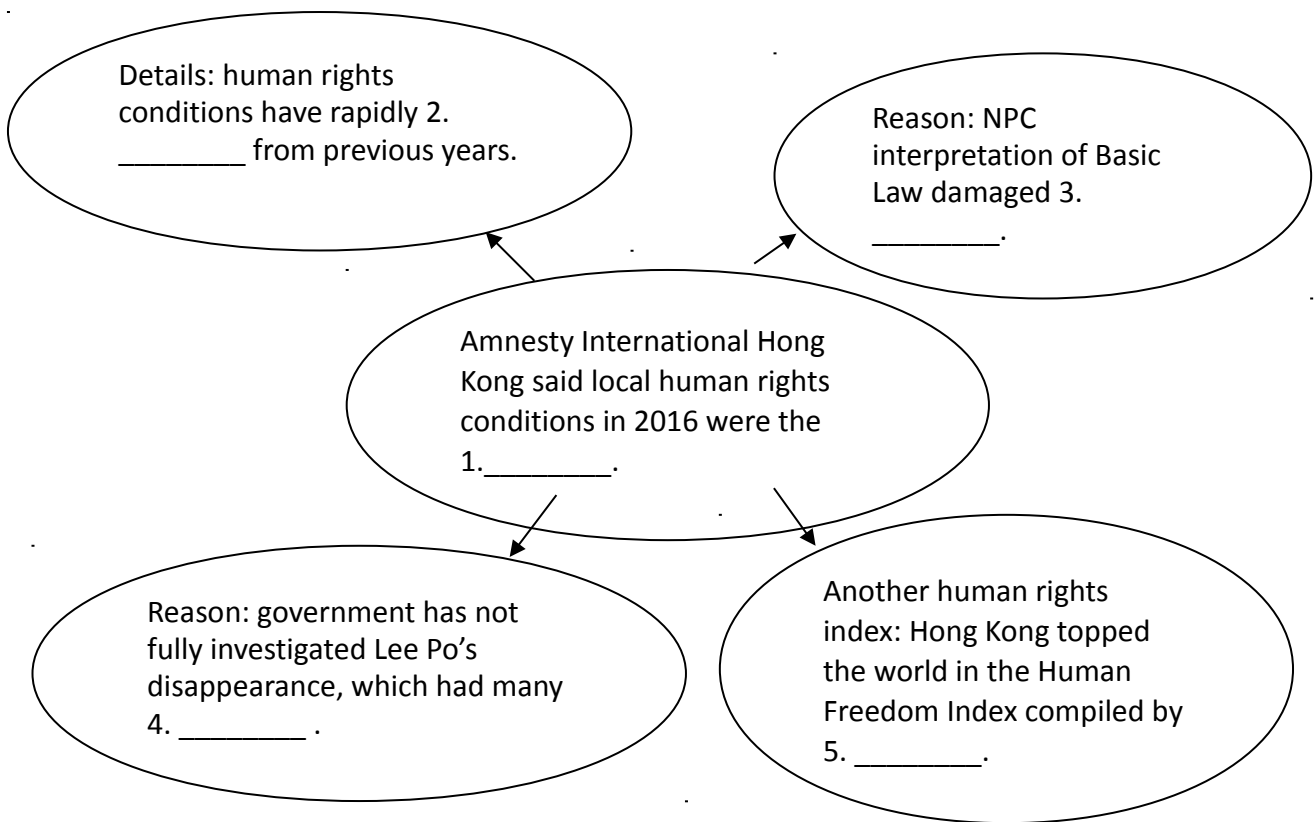 Details: human rights
conditions have rapidly 2.
________ from previous years.
Reason: NPC
interpretation of Basic
Law damaged 3.
________.
Amnesty International Hong
Kong said local human rights
conditions in 2016 were the
1.________.
Reason: government has not
fully investigated Lee Po’s
disappearance, which had many
4. ________ .
Another human rights
index: Hong Kong topped
the world in the Human
Freedom Index compiled by
5. ________.